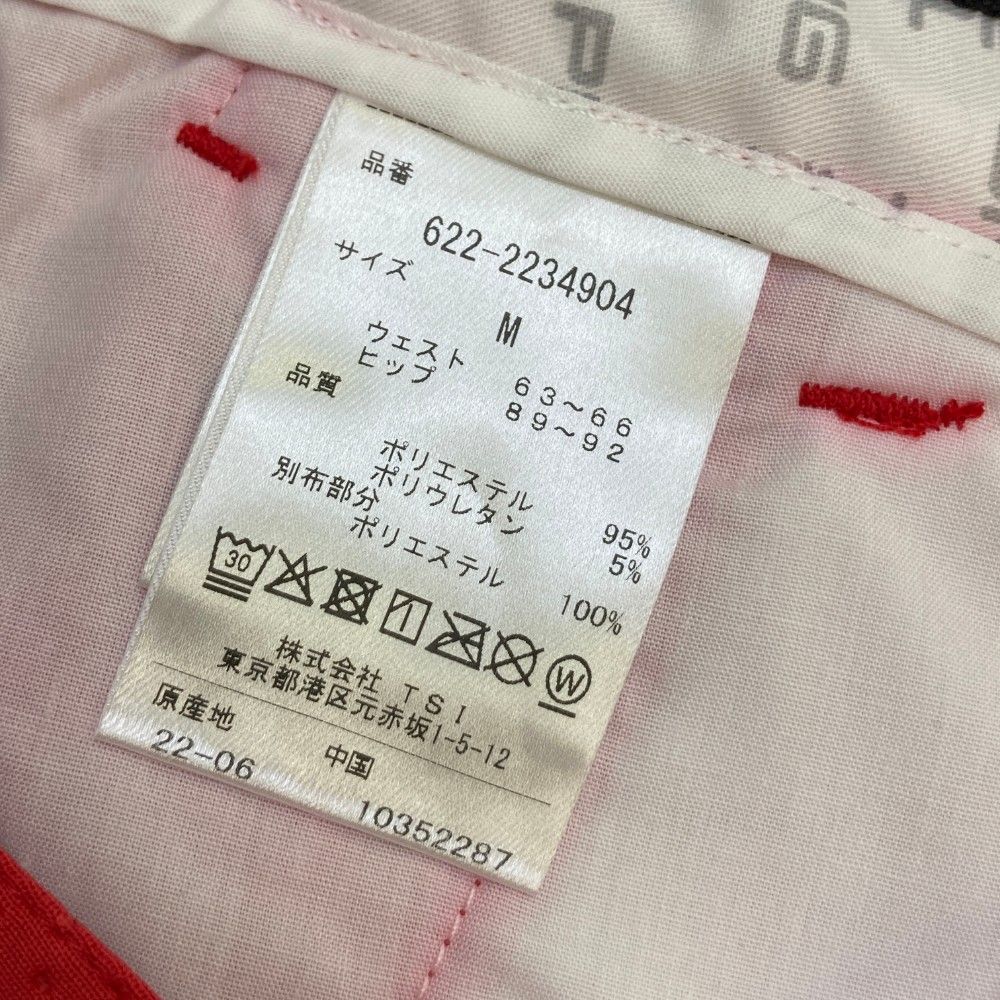 P
G
品番
622-2234904
サイズ
M
ウェスト 63～66
ヒップ 89～92
品質
ポリエステル 95%
ポリウレタン 5%
別布部分
ポリエステル 100%
30
W
株式会社 TSI
東京都港区元赤坂1-5-12
原産地 中国
22-06 10352287